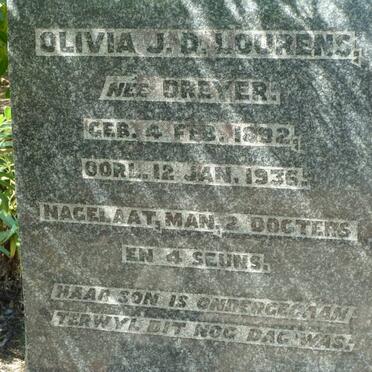 OLIVIA J. D. LOURENS,
NÉE DREYER.
GEB. 4 FEB. 1892,
OORL. 12 JAN. 1936.
NAGELAAT, MAN, 2 DOGTERS
EN 4 SEUNS.
HAAR SON IS ONDERGEGAAN
TERWYL DIT NOG DAG WAS.